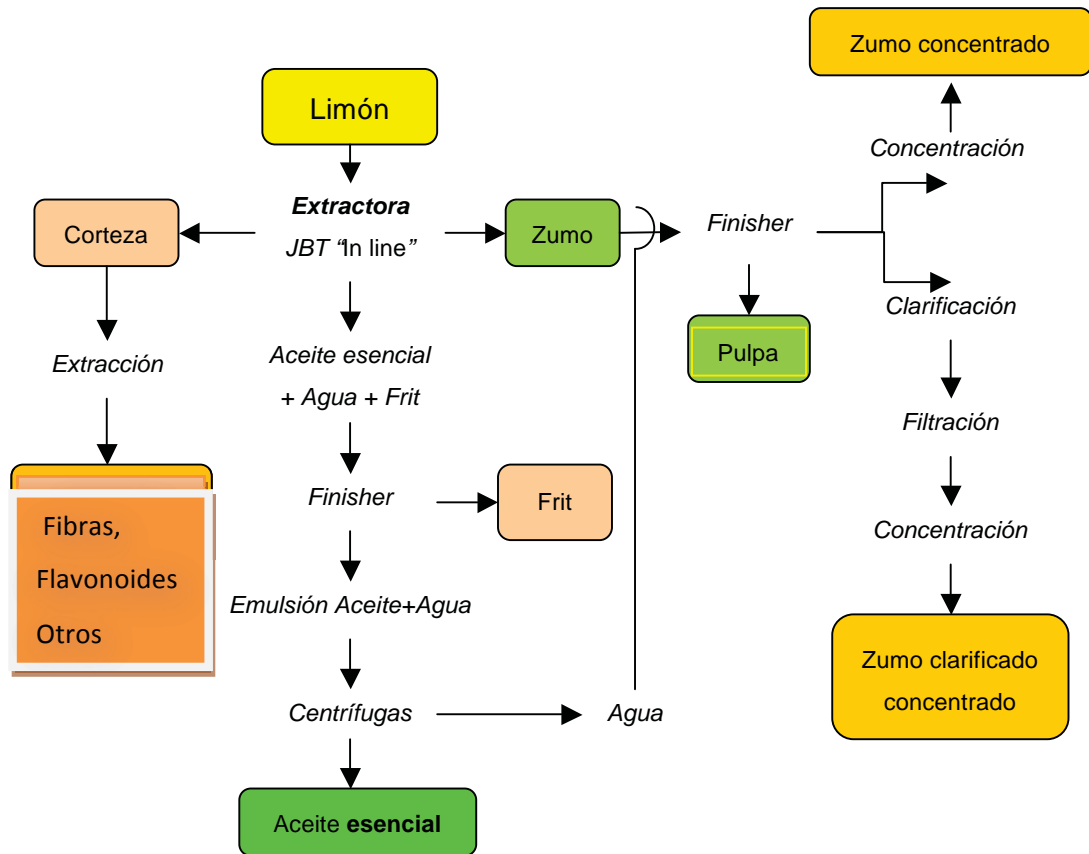 Zumo concentrado
Limón
Concentración
Extractora
JBT “In line”
Corteza
Zumo
Finisher
Clarificación
Pulpa
Extracción
Aceite esencial
+ Agua + Frit
Filtración
Finisher
Frit
Fibras,
Flavonoides
Otros
Concentración
Emulsión Aceite+Agua
Zumo clarificado
concentrado
Centrífugas
Agua
Aceite esencial